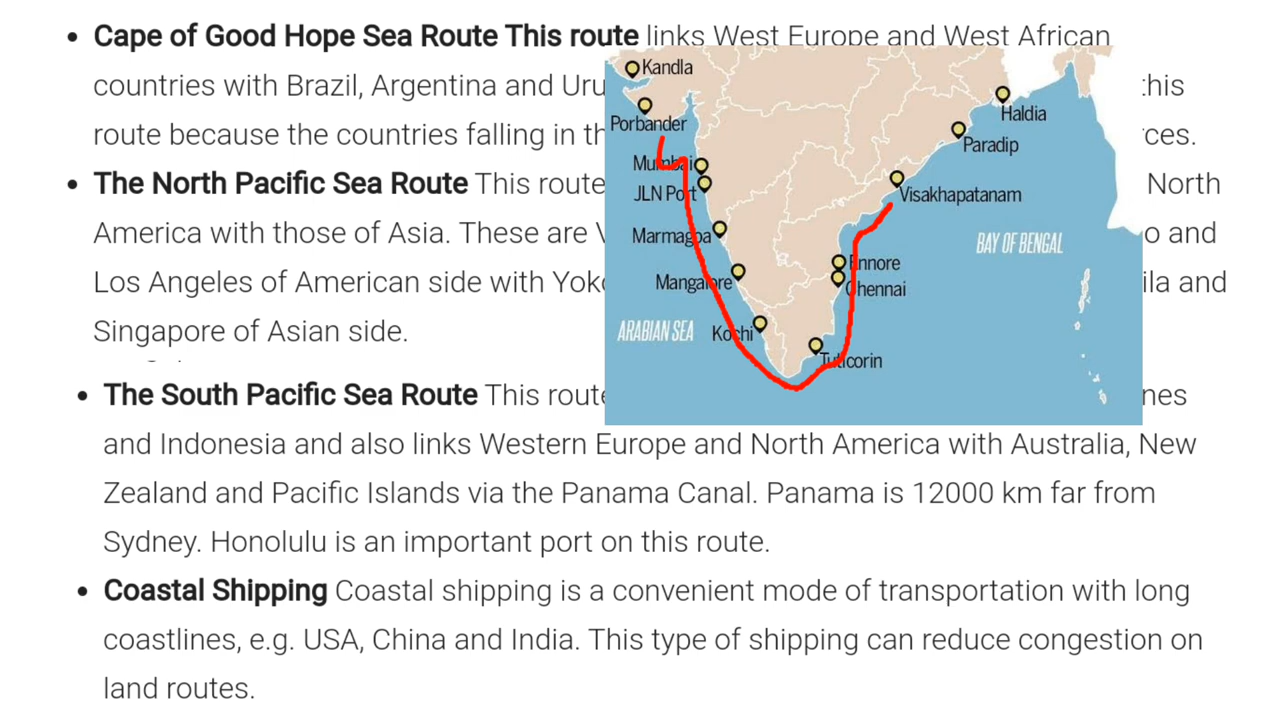 Cape of Good Hope Sea Route This route links West Europe and West African
countries with Brazil, Argentina and Uru this
route because the countries falling in th ces.
The North Pacific Sea Route This route North
America with those of Asia. These are o and
Los Angeles of American side with Yoko ila and
Singapore of Asian side.
The South Pacific Sea Route This route nes
and Indonesia and also links Western Europe and North America with Australia, New
Zealand and Pacific Islands via the Panama Canal. Panama is 12000 km far from
Sydney. Honolulu is an important port on this route.
Coastal Shipping Coastal shipping is a convenient mode of transportation with long
coastlines, e.g. USA, China and India. This type of shipping can reduce congestion on
land routes.
Kandla
Porbander
Mumbai
JLN Port
Marmagoa
Mangalore
Kochi
Tuticorin
Chennai
Ennore
Visakhapatanam
Paradip
Haldia
ARABIAN SEA
BAY OF BENGAL